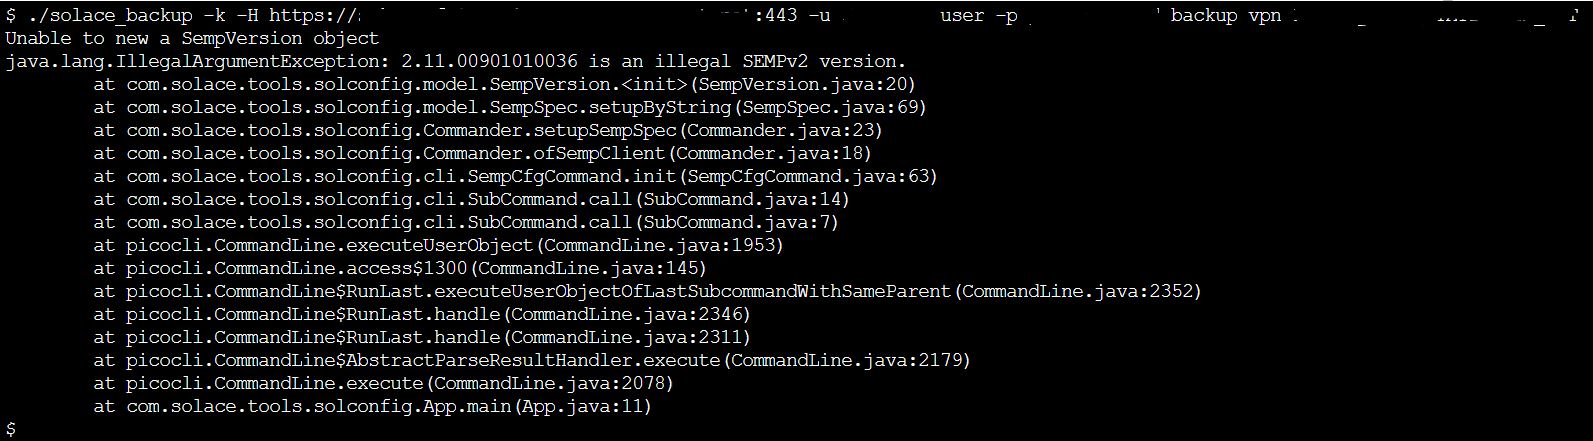 $ ./solace_backup -k -H https:// :443 -u user -p backup vpn
Unable to new a SempVersion object
java.lang.IllegalArgumentException: 2.11.00901010036 is an illegal SEMPv2 version.
at com.solace.tools.solconfig.model.SempVersion.<init>(SempVersion.java:20)
at com.solace.tools.solconfig.model.SempSpec.setupByString(SempSpec.java:69)
at com.solace.tools.solconfig.Commander.setupSempSpec(Commander.java:23)
at com.solace.tools.solconfig.Commander.ofSempClient(Commander.java:18)
at com.solace.tools.solconfig.cli.SempCfgCommand.init(SempCfgCommand.java:63)
at com.solace.tools.solconfig.cli.SubCommand.call(SubCommand.java:14)
at com.solace.tools.solconfig.cli.SubCommand.call(SubCommand.java:7)
at picocli.CommandLine.executeUserObject(CommandLine.java:1953)
at picocli.CommandLine.access$1300(CommandLine.java:145)
at picocli.CommandLine$RunLast.executeUserObjectOfLastSubcommandWithSameParent(CommandLine.java:2352)
at picocli.CommandLine$RunLast.handle(CommandLine.java:2346)
at picocli.CommandLine$RunLast.handle(CommandLine.java:2311)
at picocli.CommandLine$AbstractParseResultHandler.execute(CommandLine.java:2179)
at picocli.CommandLine.execute(CommandLine.java:2078)
at com.solace.tools.solconfig.App.main(App.java:11)
$